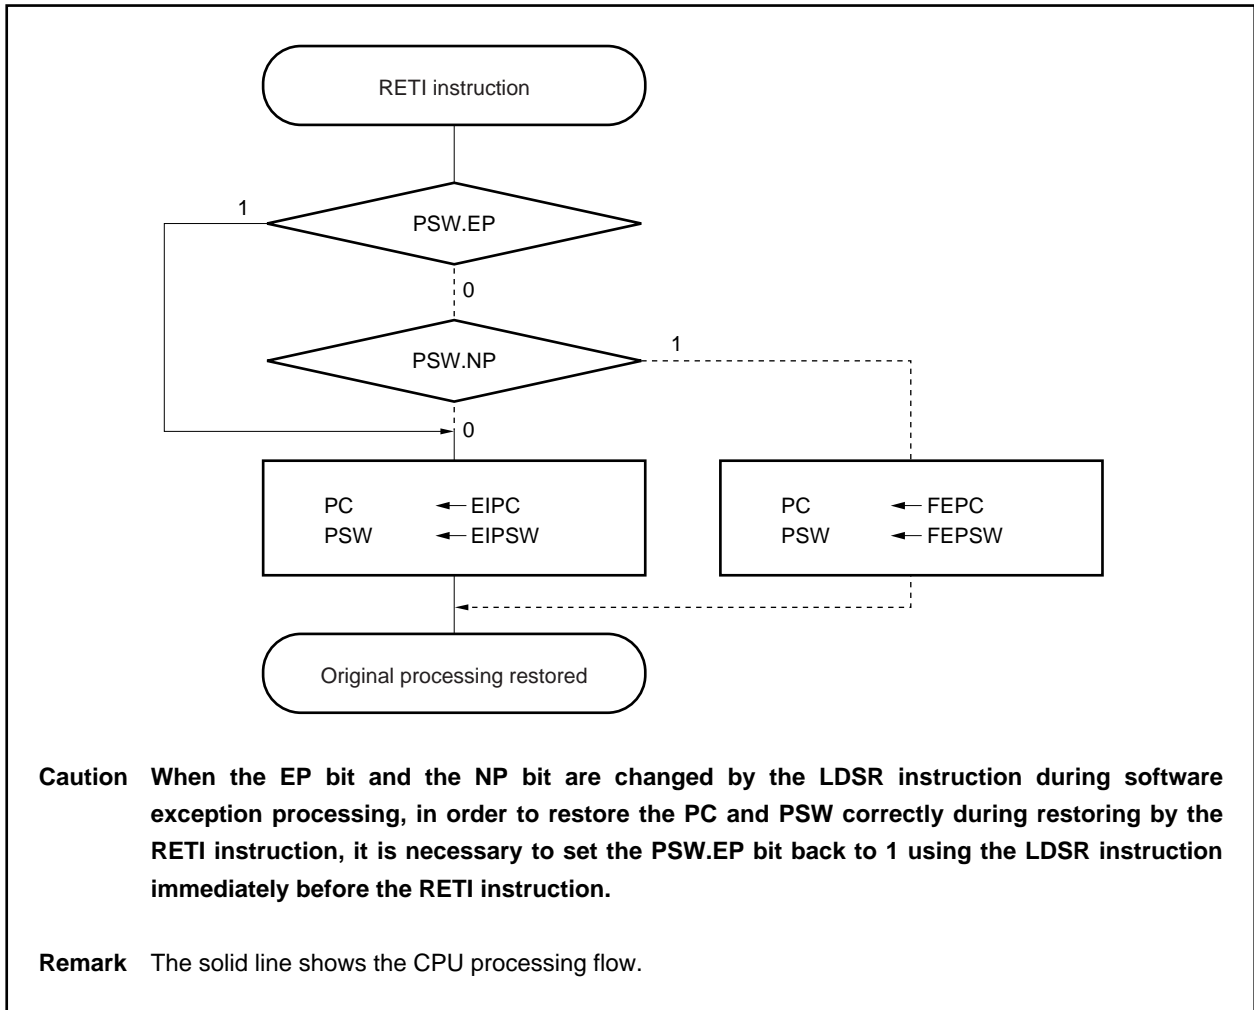 RETI instruction
1
PSW.EP
0
PSW.NP
1
0
PC EIPC
PSW EIPSW
PC FEPC
PSW FEPSW
Original processing restored
Caution When the EP bit and the NP bit are changed by the LDSR instruction during software
exception processing, in order to restore the PC and PSW correctly during restoring by the
RETI instruction, it is necessary to set the PSW.EP bit back to 1 using the LDSR instruction
immediately before the RETI instruction.
Remark The solid line shows the CPU processing flow.